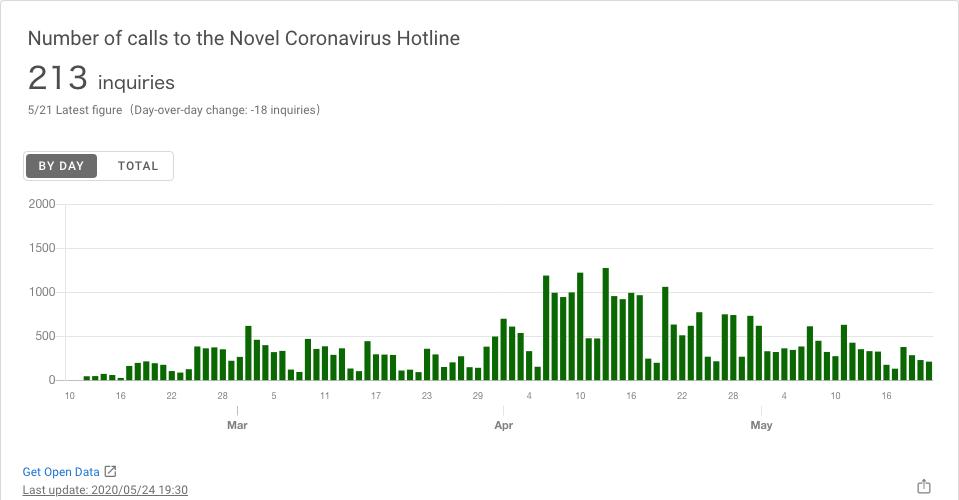 Number of calls to the Novel Coronavirus Hotline
213 inquiries
5/21 Latest figure（Day-over-day change: -18 inquiries）
BY DAY TOTAL
2000
1500
1000
500
0
10 16 22 28 5 11 17 23 29 4 10 16 22 28 4 10 16
Mar Apr May
Get Open Data
Last update: 2020/05/24 19:30